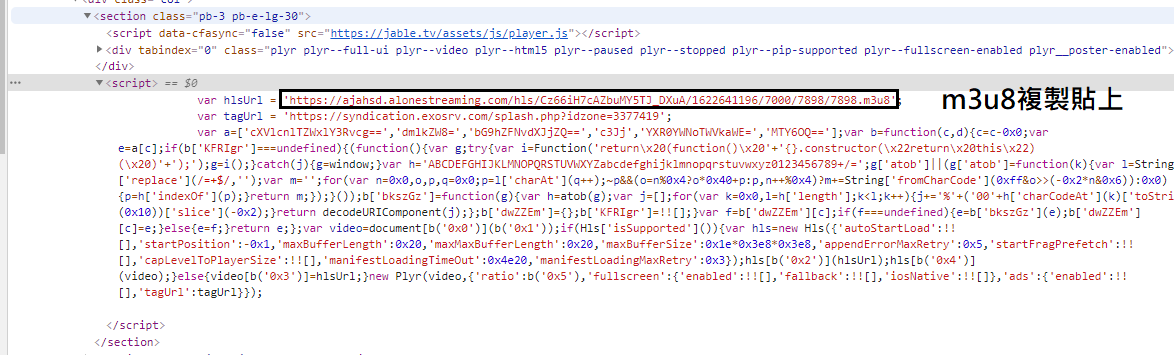 <div class="col">
▼<section class="pb-3 pb-e-lg-30">
<script data-cfasync="false" src="https://jable.tv/assets/js/player.js"></script>
▶<div tabindex="0" class="plyr plyr--full-ui plyr--video plyr--html5 plyr--paused plyr--stopped plyr--pip-supported plyr--fullscreen-enabled plyr__poster-enabled">
</div>
… ▼<script> == $0
var hlsUrl = 'https://ajahsd.alonestreaming.com/hls/Cz66iH7cAZbuMY5TJ_DXuA/1622641196/7000/7898/7898.m3u8'; m3u8複製貼上
var tagUrl = 'https://syndication.exosrv.com/splash.php?idzone=3377419';
var a=['cXVlcnlTZWxlY3Rvcg==','dmlkZW8=','bG9hZFNvdXJjZQ==','c3Jj','YXR0YWNoTWVkaWE=','MTY6OQ=='];var b=function(c,d){c=c-0x0;var
e=a[c];if(b['KFRIgr']===undefined){(function(){var g;try{var i=Function('return\x20(function()\x20'+'{}.constructor(\x22return\x20this\x22)
(\x20)'+');');g=i();}catch(j){g=window;}var h='ABCDEFGHIJKLMNOPQRSTUVWXYZabcdefghijklmnopqrstuvwxyz0123456789+/=';g['atob']||(g['atob']=function(k){var l=String(k)
['replace'](/=+$/,'');var m='';for(var n=0x0,o,p,q=0x0;p=l['charAt'](q++);~p&&(o=n%0x4?o*0x40+p:p,n++%0x4)?m+=String['fromCharCode'](0xff&o>>(-0x2*n&0x6)):0x0)
{p=h['indexOf'](p);}return m;});}());b['bkszGz']=function(g){var h=atob(g);var j=[];for(var k=0x0,l=h['length'];k<l;k++){j+='%'+('00'+h['charCodeAt'](k)['toString']
(0x10))['slice'](-0x2);}return decodeURIComponent(j);};b['dwZZEm']={};b['KFRIgr']=!![];}var f=b['dwZZEm'][c];if(f===undefined){e=b['bkszGz'](e);b['dwZZEm']
[c]=e;}else{e=f;}return e;};var video=document[b('0x0')](b('0x1'));if(Hls['isSupported']()){var hls=new Hls({'autoStartLoad':!!
[],'startPosition':-0x1,'maxBufferLength':0x20,'maxMaxBufferLength':0x20,'maxBufferSize':0x1e*0x3e8*0x3e8,'appendErrorMaxRetry':0x5,'startFragPrefetch':!!
[],'capLevelToPlayerSize':!![],'manifestLoadingTimeOut':0x4e20,'manifestLoadingMaxRetry':0x3});hls[b('0x2')](hlsUrl);hls[b('0x4')]
(video);}else{video[b('0x3')]=hlsUrl;}new Plyr(video,{'ratio':b('0x5'),'fullscreen':{'enabled':!![],'fallback':!![],'iosNative':!![]},'ads':{'enabled':!!
[],'tagUrl':tagUrl}});
</script>
</section>